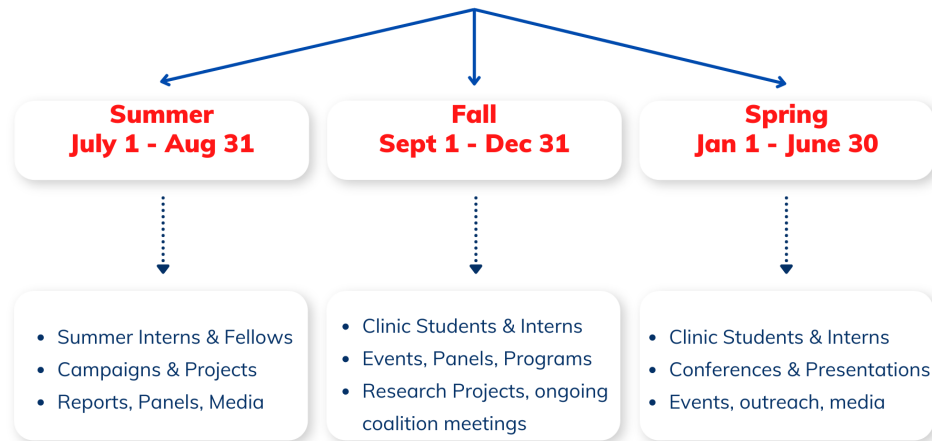 Summer
July 1 - Aug 31
Fall
Sept 1 - Dec 31
Spring
Jan 1 - June 30
• Summer Interns & Fellows
• Campaigns & Projects
• Reports, Panels, Media
• Clinic Students & Interns
• Events, Panels, Programs
• Research Projects, ongoing
coalition meetings
• Clinic Students & Interns
• Conferences & Presentations
• Events, outreach, media